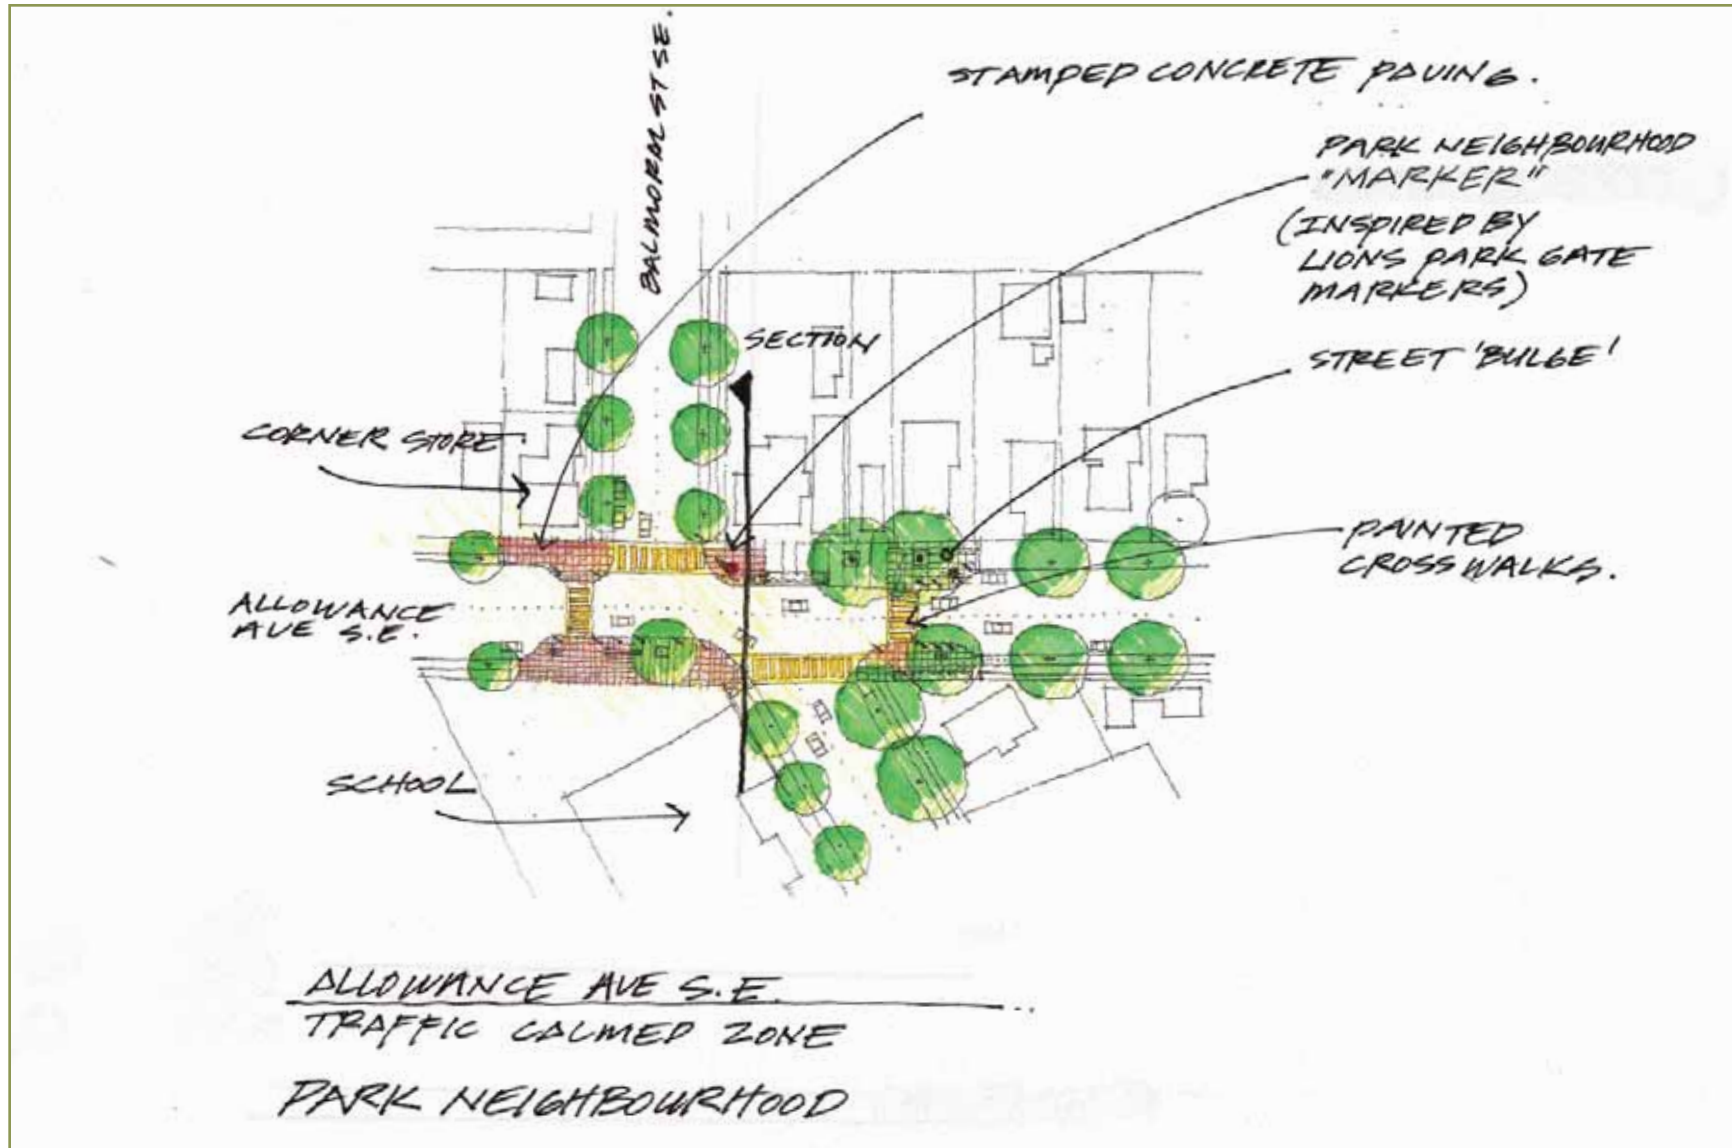 BALMORAL ST SE.
STAMPED CONCRETE PAVING.
PARK NEIGHBOURHOOD
"MARKER"
(INSPIRED BY
LIONS PARK GATE
MARKERS)
SECTION
STREET 'BULGE'
CORNER STORE
PAINTED
CROSSWALKS.
ALLOWANCE
AVE S.E.
SCHOOL
ALLOWANCE AVE S.E.
TRAFFIC CALMED ZONE
PARK NEIGHBOURHOOD